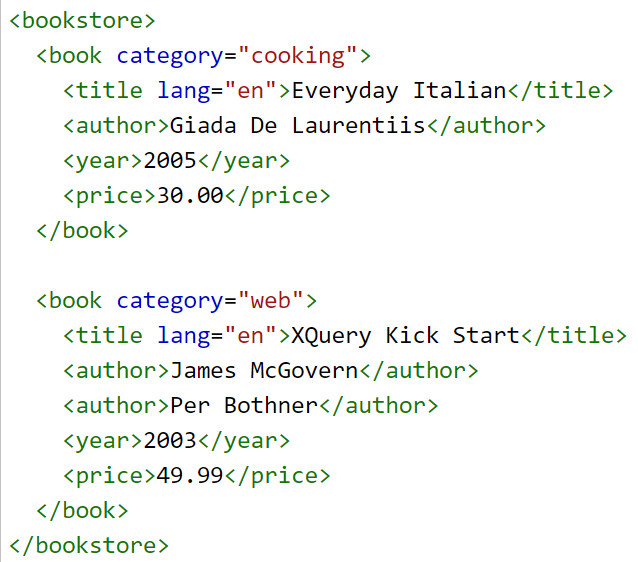 <bookstore>
  <book category="cooking">
    <title lang="en">Everyday Italian</title>
    <author>Giada De Laurentiis</author>
    <year>2005</year>
    <price>30.00</price>
  </book>

  <book category="web">
    <title lang="en">XQuery Kick Start</title>
    <author>James McGovern</author>
    <author>Per Bothner</author>
    <year>2003</year>
    <price>49.99</price>
  </book>
</bookstore>